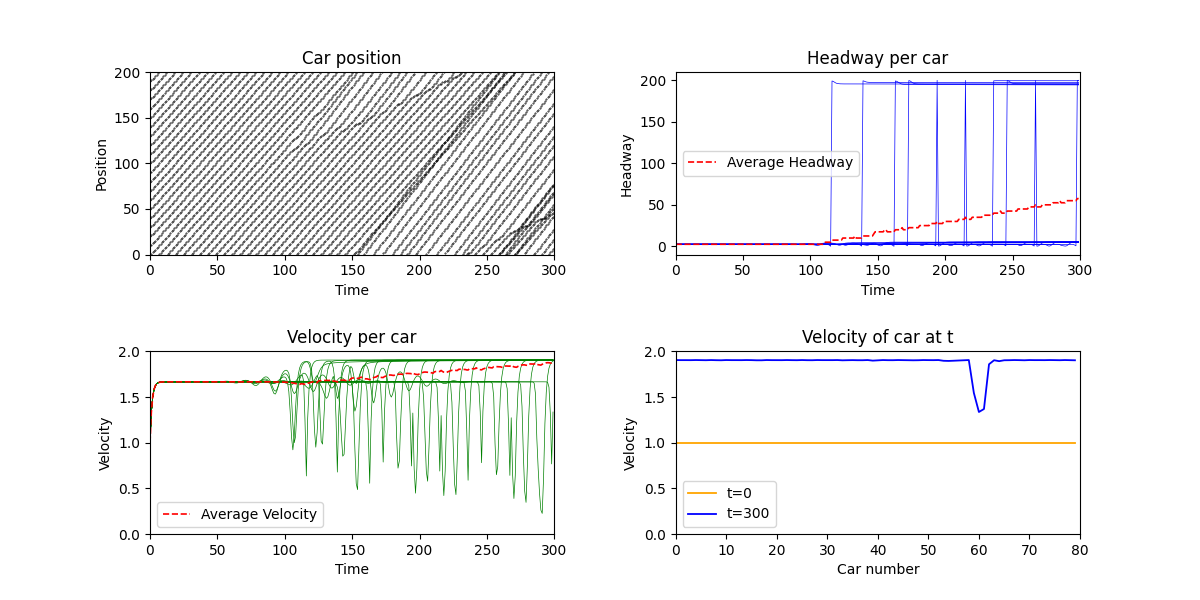 Car position
200
150
100
50
0
Position
0 50 100 150 200 250 300
Time
Headway per car
200
150
100
50
0
Headway
Average Headway
0 50 100 150 200 250 300
Time
Velocity per car
2.0
1.5
1.0
0.5
0.0
Velocity
Average Velocity
0 50 100 150 200 250 300
Time
Velocity of car at t
2.0
1.5
1.0
0.5
0.0
Velocity
t=0
t=300
0 10 20 30 40 50 60 70 80
Car number